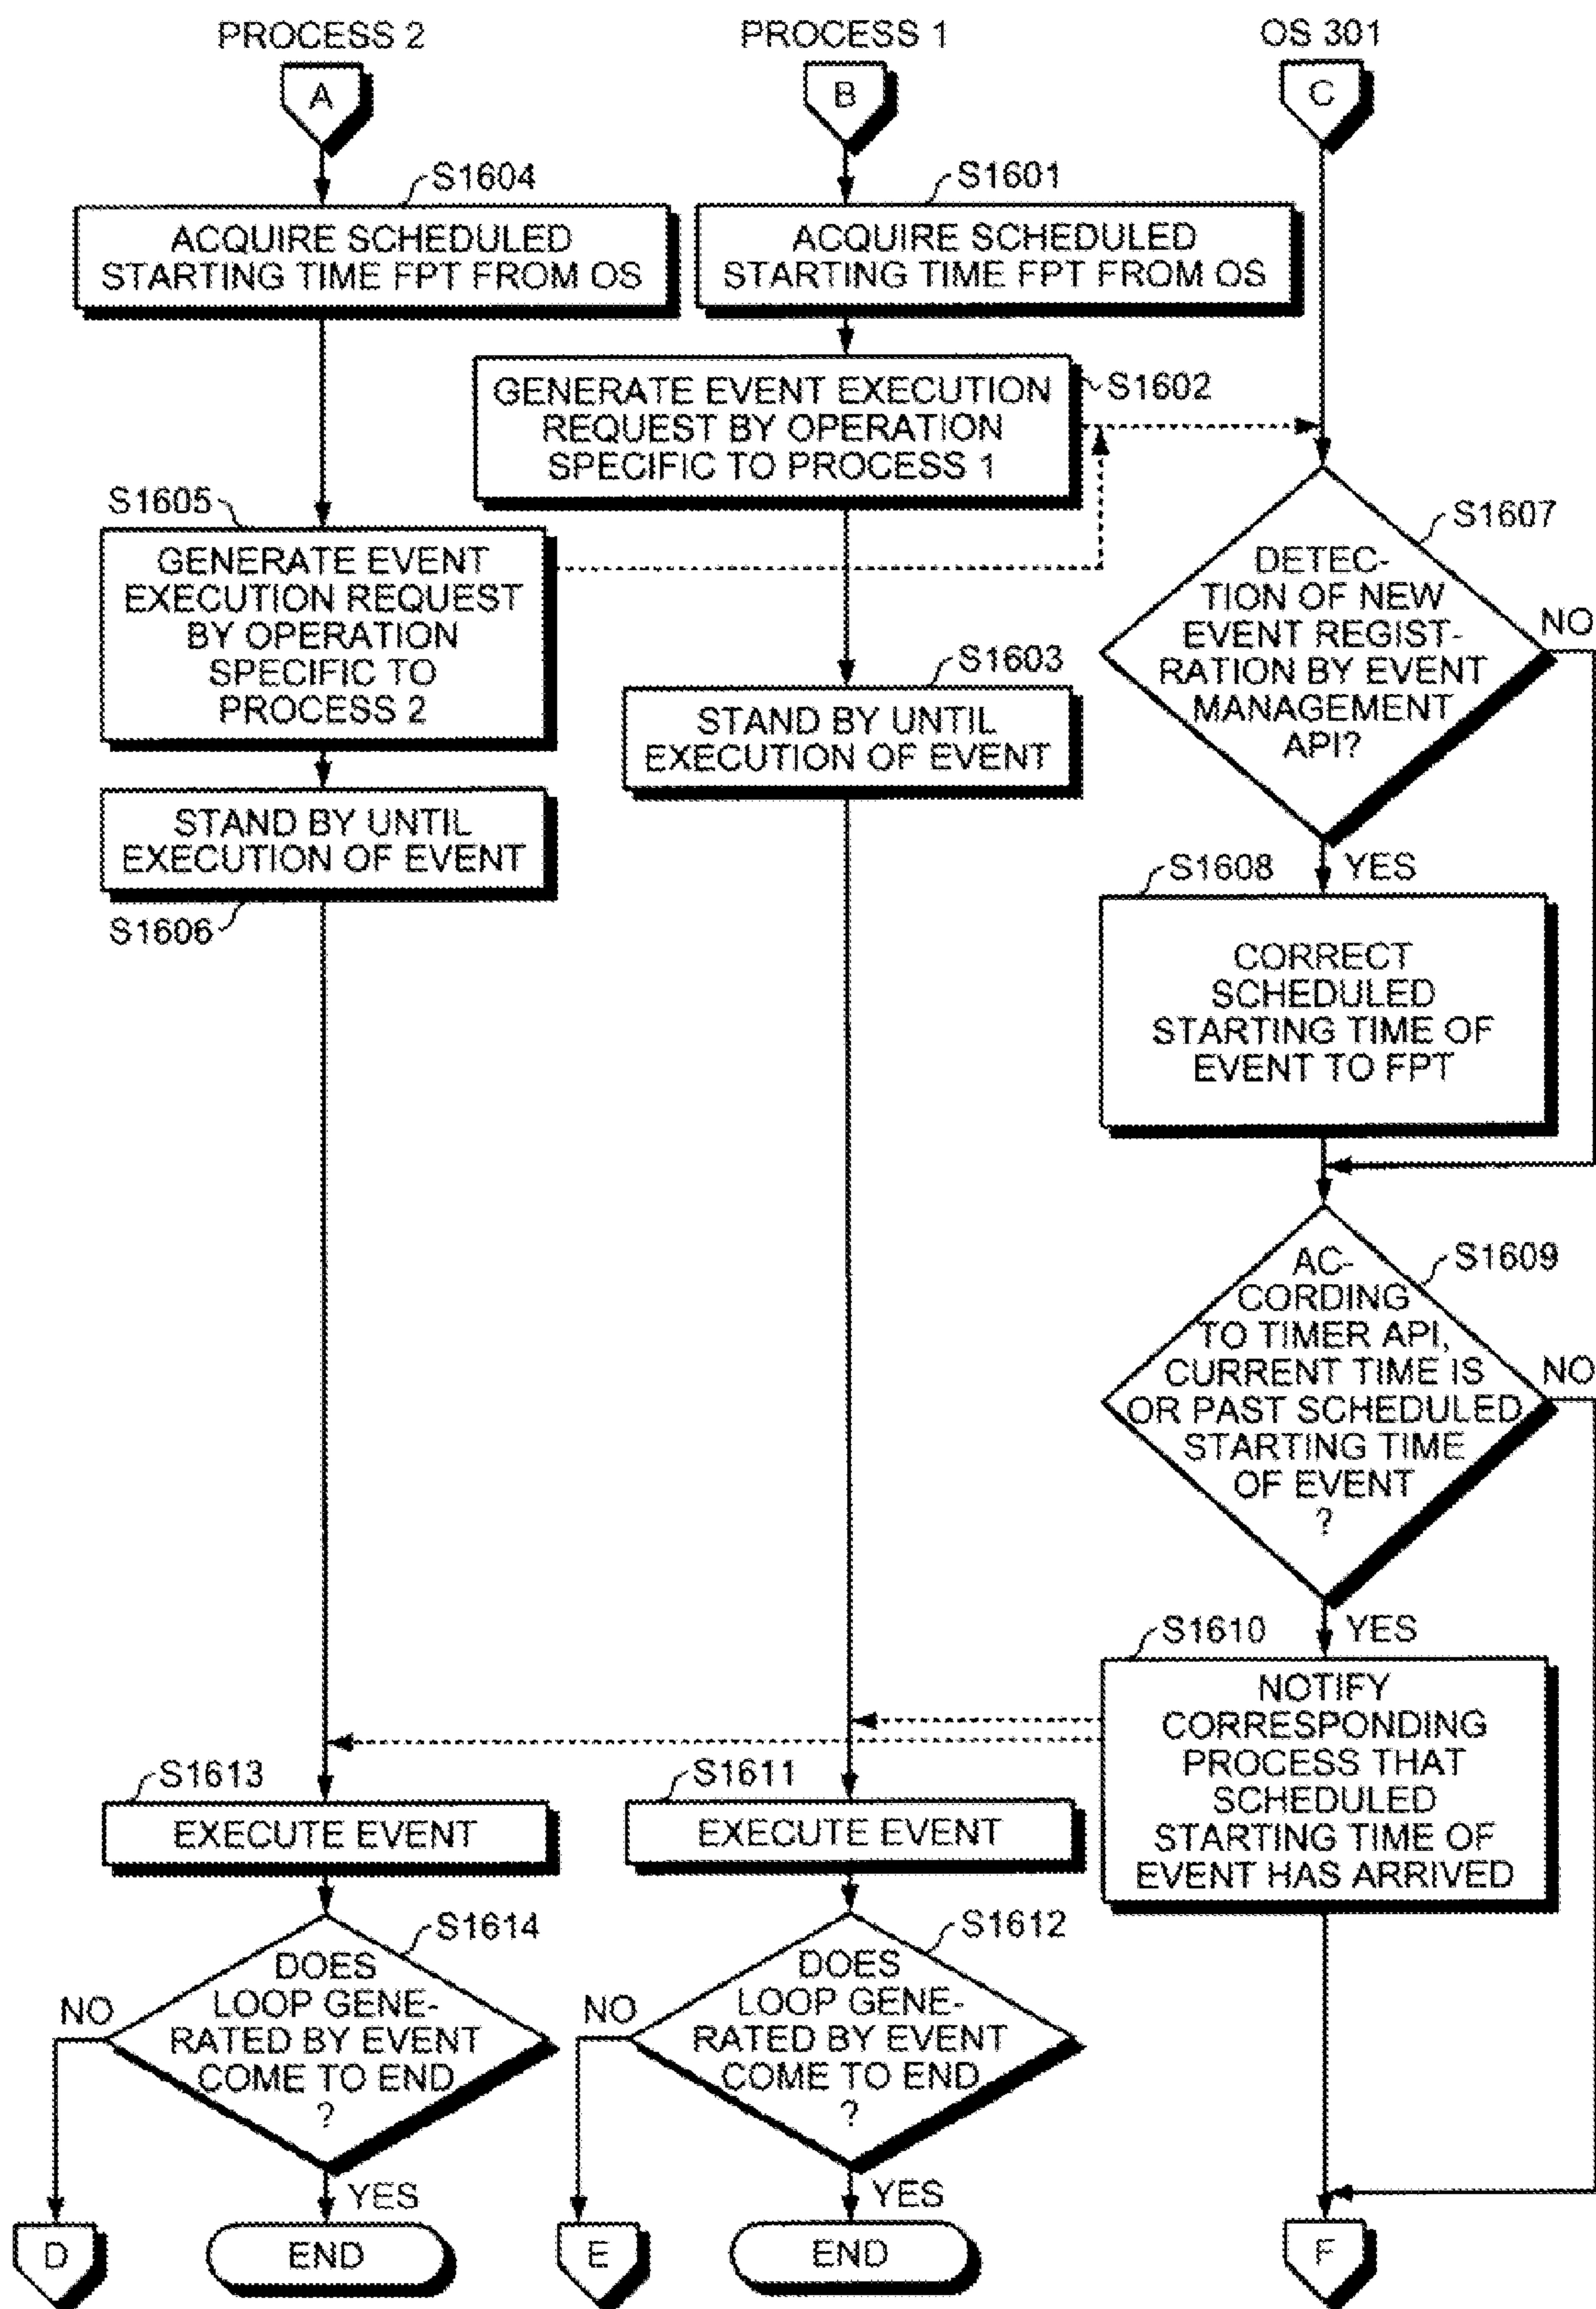 PROCESS 2
PROCESS 1
OS 301
A
B
C
S1604
S1601
ACQUIRE SCHEDULED
STARTING TIME FPT FROM OS
ACQUIRE SCHEDULED
STARTING TIME FPT FROM OS
GENERATE EVENT EXECUTION
REQUEST BY OPERATION
SPECIFIC TO PROCESS 1
S1602
S1605
GENERATE EVENT
EXECUTION REQUEST
BY OPERATION
SPECIFIC TO
PROCESS 2
S1607
DETEC-
TION OF NEW
EVENT REGIST-
RATION BY EVENT
MANAGEMENT
API?
NO
S1603
STAND BY UNTIL
EXECUTION OF EVENT
STAND BY UNTIL
EXECUTION OF EVENT
S1606
YES
S1608
CORRECT
SCHEDULED
STARTING TIME OF
EVENT TO FPT
S1609
AC-
CORDING
TO TIMER API,
CURRENT TIME IS
OR PAST SCHEDULED
STARTING TIME
OF EVENT
?
NO
YES
S1610
NOTIFY
CORRESPONDING
PROCESS THAT
SCHEDULED
STARTING TIME OF
EVENT HAS ARRIVED
S1613
EXECUTE EVENT
S1611
EXECUTE EVENT
S1614
DOES
LOOP GENE-
RATED BY EVENT
COME TO END
?
NO
YES
S1612
DOES
LOOP GENE-
RATED BY EVENT
COME TO END
?
NO
YES
D
END
E
END
F